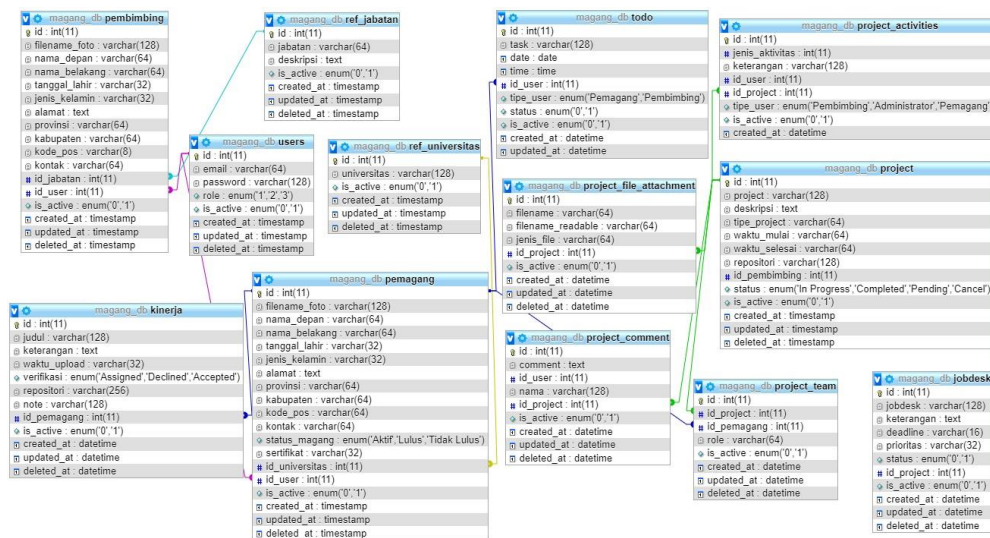 magang_db pembimbing
id : int(11)
filename_foto : varchar(128)
nama_depan : varchar(64)
nama_belakang : varchar(64)
tanggal_lahir : varchar(32)
jenis_kelamin : varchar(32)
alamat : text
provinsi : varchar(64)
kabupaten : varchar(64)
kode_pos : varchar(8)
kontak : varchar(64)
id_jabatan : int(11)
id_user : int(11)
is_active : enum('0','1')
created_at : timestamp
updated_at : timestamp
deleted_at : timestamp
magang_db ref_jabatan
id : int(11)
jabatan : varchar(64)
deskripsi : text
is_active : enum('0','1')
created_at : timestamp
updated_at : timestamp
deleted_at : timestamp
magang_db users
id : int(11)
email : varchar(64)
password : varchar(128)
role : enum('1','2','3')
is_active : enum('0','1')
created_at : timestamp
updated_at : timestamp
deleted_at : timestamp
magang_db ref_universitas
id : int(11)
universitas : varchar(128)
is_active : enum('0','1')
created_at : timestamp
updated_at : timestamp
deleted_at : timestamp
magang_db todo
id : int(11)
task : varchar(128)
date : date
time : time
id_user : int(11)
tipe_user : enum('Pemagang','Pembimbing')
status : enum('0','1')
is_active : enum('0','1')
created_at : datetime
updated_at : datetime
magang_db project_activities
id : int(11)
jenis_aktivitas : int(11)
keterangan : varchar(128)
id_user : int(11)
id_project : int(11)
tipe_user : enum('Pembimbing','Administrator','Pemagang')
is_active : enum('0','1')
created_at : datetime
magang_db project_file_attachment
id : int(11)
filename : varchar(64)
filename_readable : varchar(64)
jenis_file : varchar(64)
id_project : int(11)
is_active : enum('0','1')
created_at : datetime
updated_at : datetime
deleted_at : datetime
magang_db project
id : int(11)
project : varchar(128)
deskripsi : text
tipe_project : varchar(64)
waktu_mulai : varchar(64)
waktu_selesai : varchar(64)
repositori : varchar(128)
id_pembimbing : int(11)
status : enum('In Progress','Completed','Pending','Cancel')
is_active : enum('0','1')
created_at : timestamp
updated_at : timestamp
deleted_at : timestamp
magang_db kinerja
id : int(11)
judul : varchar(128)
keterangan : text
waktu_upload : varchar(32)
verifikasi : enum('Assigned','Declined','Accepted')
repositori : varchar(256)
note : varchar(128)
id_pemagang : int(11)
is_active : enum('0','1')
created_at : datetime
updated_at : datetime
deleted_at : datetime
magang_db pemagang
id : int(11)
filename_foto : varchar(128)
nama_depan : varchar(64)
nama_belakang : varchar(64)
tanggal_lahir : varchar(32)
jenis_kelamin : varchar(32)
alamat : text
provinsi : varchar(64)
kabupaten : varchar(64)
kode_pos : varchar(64)
kontak : varchar(64)
status_magang : enum('Aktif','Lulus','Tidak Lulus')
sertifikat : varchar(32)
id_universitas : int(11)
id_user : int(11)
is_active : enum('0','1')
created_at : timestamp
updated_at : timestamp
deleted_at : timestamp
magang_db project_comment
id : int(11)
comment : text
id_user : int(11)
nama : varchar(128)
id_project : int(11)
is_active : enum('0','1')
created_at : datetime
updated_at : datetime
deleted_at : datetime
magang_db project_team
id : int(11)
id_project : int(11)
id_pemagang : int(11)
role : varchar(64)
is_active : enum('0','1')
created_at : datetime
updated_at : datetime
deleted_at : datetime
magang_db jobdesk
id : int(11)
jobdesk : varchar(128)
keterangan : text
deadline : varchar(16)
prioritas : varchar(32)
status : enum('0','1')
id_project : int(11)
is_active : enum('0','1')
created_at : datetime
updated_at : datetime
deleted_at : datetime